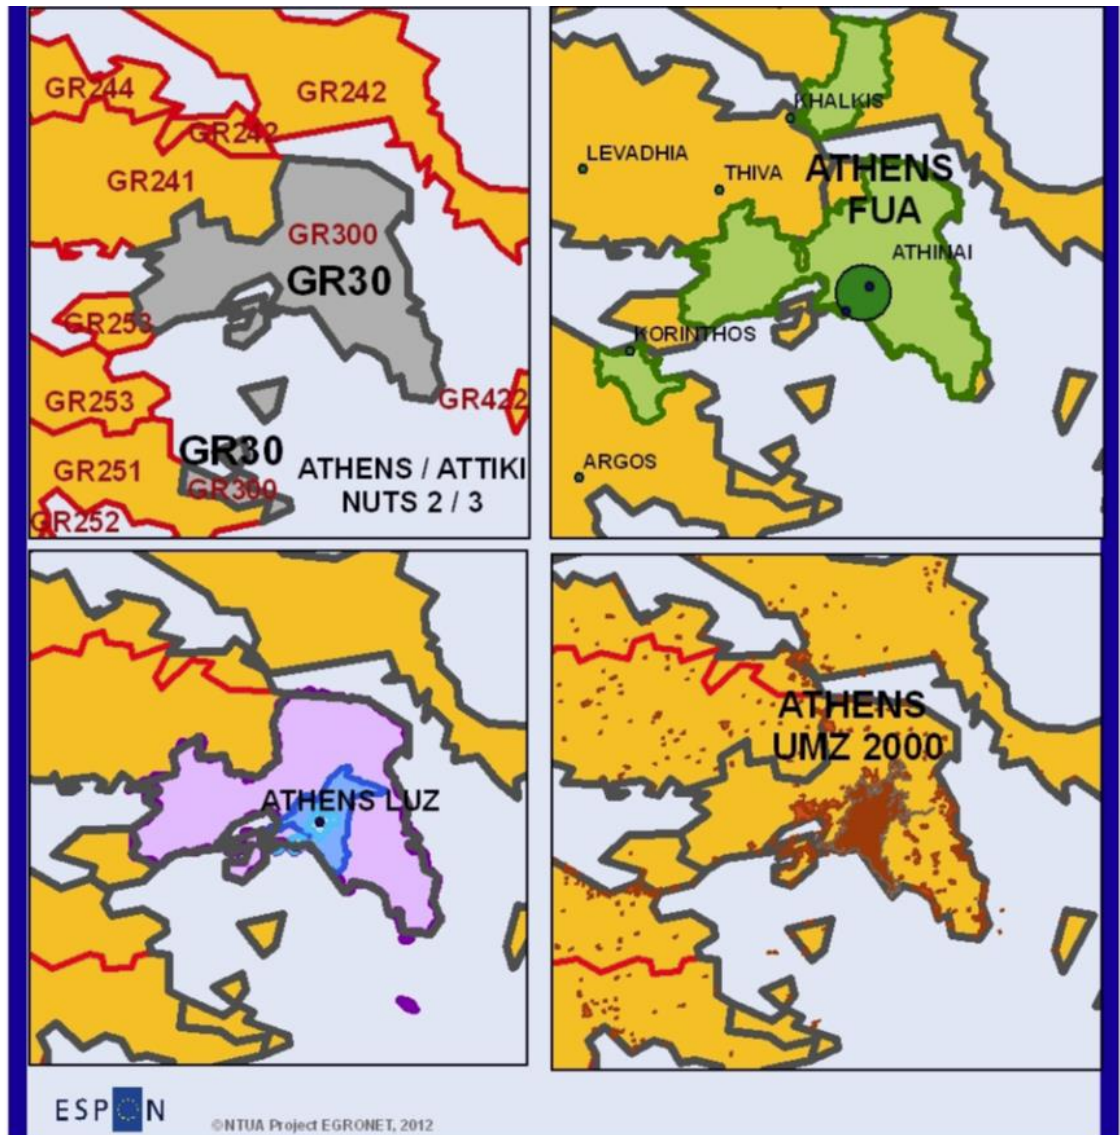 GR244
GR242
GR242
GR241
GR300
GR30
GR253
GR253
GR422
GR30
GR251
GR300
ATHENS / ATTIKI
NUTS 2 / 3
GR252
KHALKIS
LEVADHIA
THIVA
ATHENS
FUA
ATHINAI
KORINTHOS
ARGOS
ATHENS LUZ
ATHENS
UMZ 2000
ESPON
©NTUA Project EGRONET, 2012